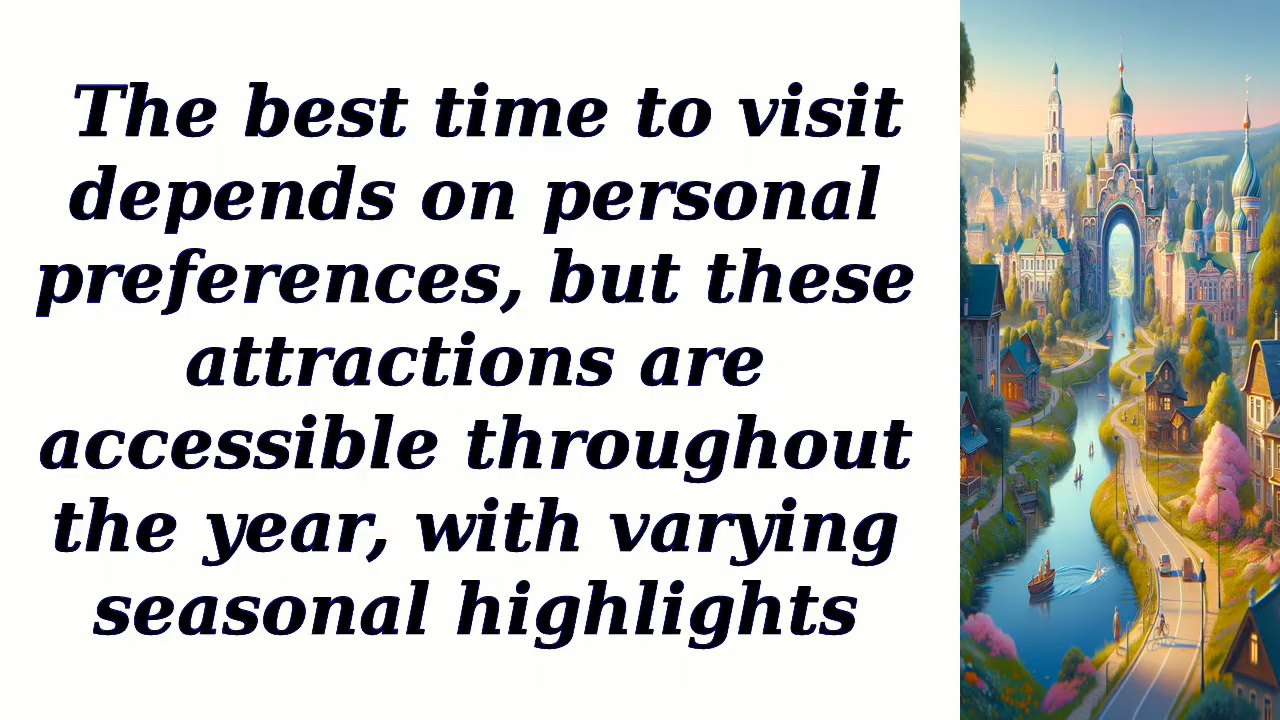 The best time to visit
depends on personal
preferences, but these
attractions are
accessible throughout
the year, with varying
seasonal highlights